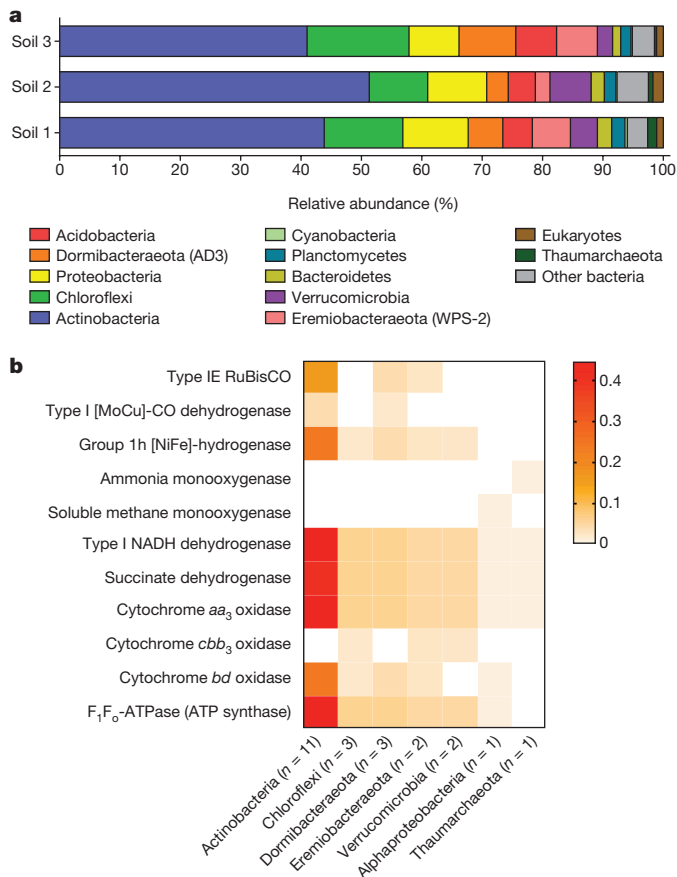 a
Soil 3
Soil 2
Soil 1
0 10 20 30 40 50 60 70 80 90 100
Relative abundance (%)
Acidobacteria
Dormibacteraeota (AD3)
Proteobacteria
Chloroflexi
Actinobacteria
Cyanobacteria
Planctomycetes
Bacteroidetes
Verrucomicrobia
Eremiobacteraeota (WPS-2)
Eukaryotes
Thaumarchaeota
Other bacteria
b
Type IE RuBisCO
Type I [MoCu]-CO dehydrogenase
Group 1h [NiFe]-hydrogenase
Ammonia monooxygenase
Soluble methane monooxygenase
Type I NADH dehydrogenase
Succinate dehydrogenase
Cytochrome aa3 oxidase
Cytochrome cbb3 oxidase
Cytochrome bd oxidase
F1Fo-ATPase (ATP synthase)
0.4
0.3
0.2
0.1
0
Actinobacteria (n = 11)
Chloroflexi (n = 3)
Dormibacteraeota (n = 3)
Eremiobacteraeota (n = 2)
Verrucomicrobia (n = 2)
Alphaproteobacteria (n = 1)
Thaumarchaeota (n = 1)